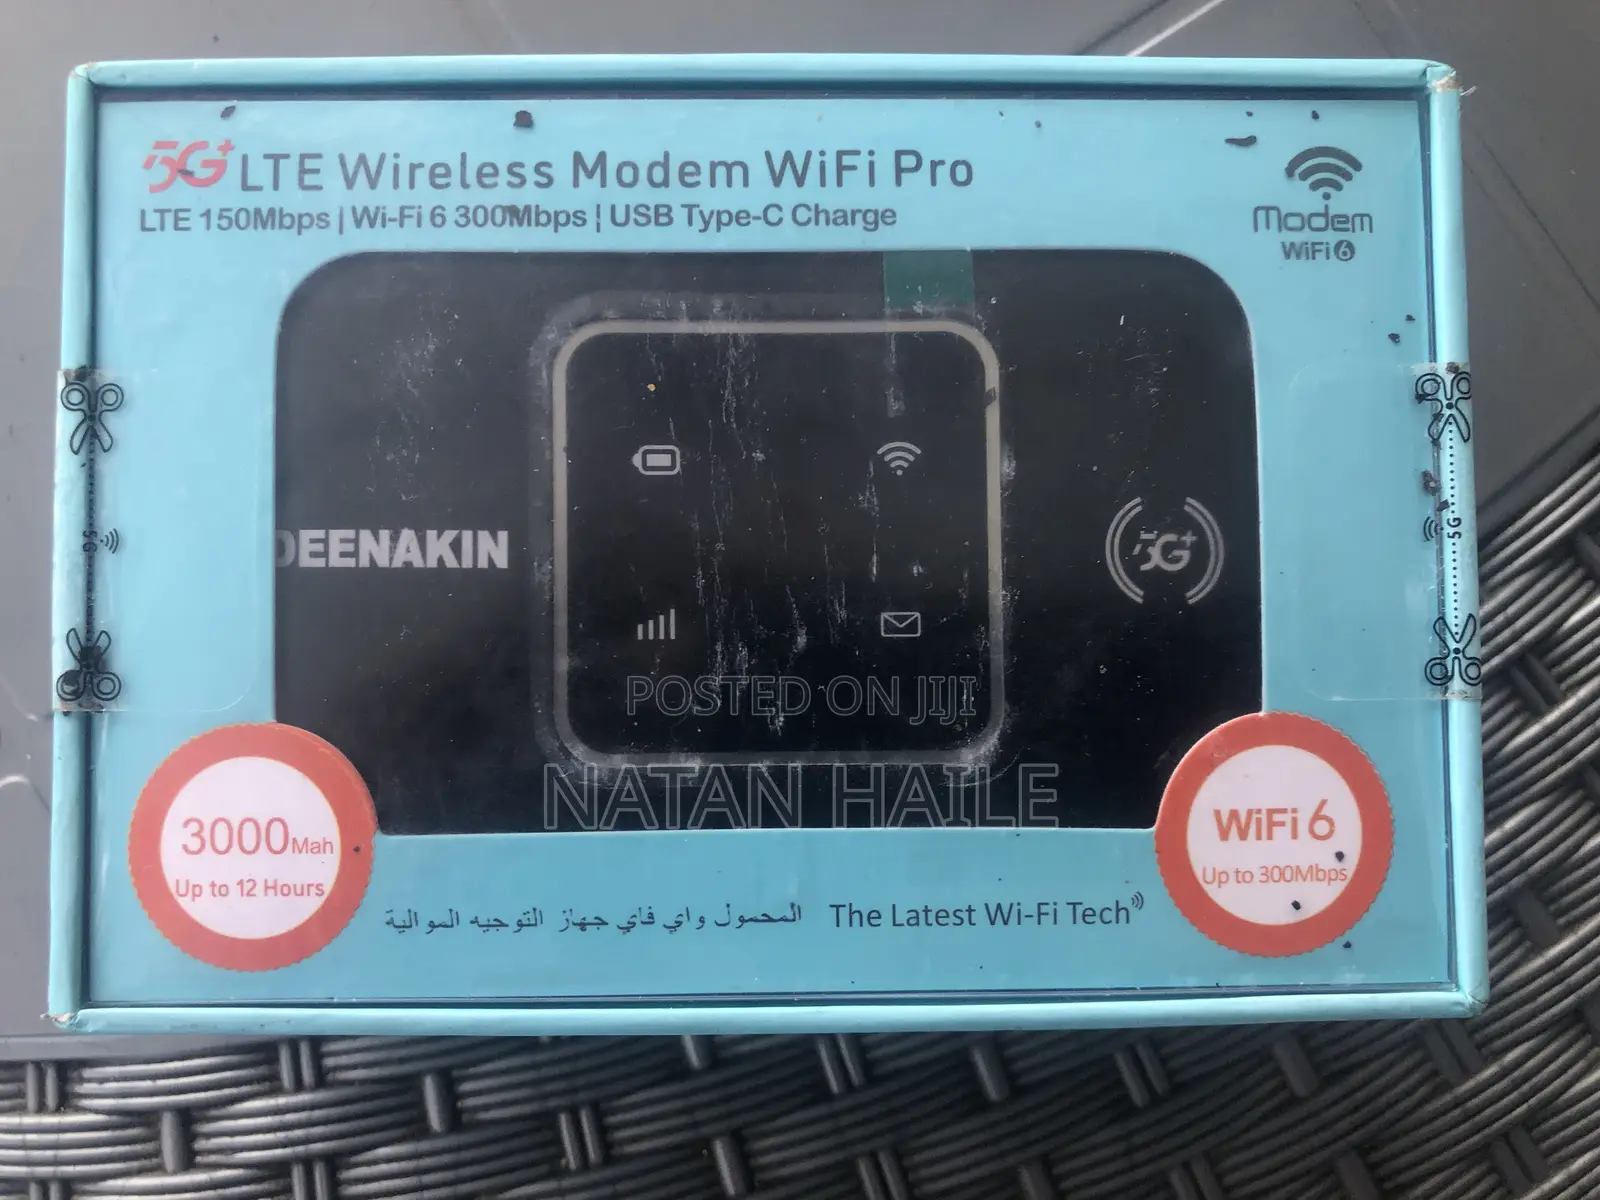 5G+ LTE Wireless Modem WiFi Pro
LTE 150Mbps | Wi-Fi 6 300Mbps ¦ USB Type-C Charge
Modem
WiFi 6
DEENAKIN
5G+
5G
5G
POSTED ON JIJI
NATAN HAILE
3000Mah
Up to 12 Hours
WiFi 6
Up to 300Mbps
المحمول واي فاي جهاز التوجيه الموالية
The Latest Wi-Fi Tech